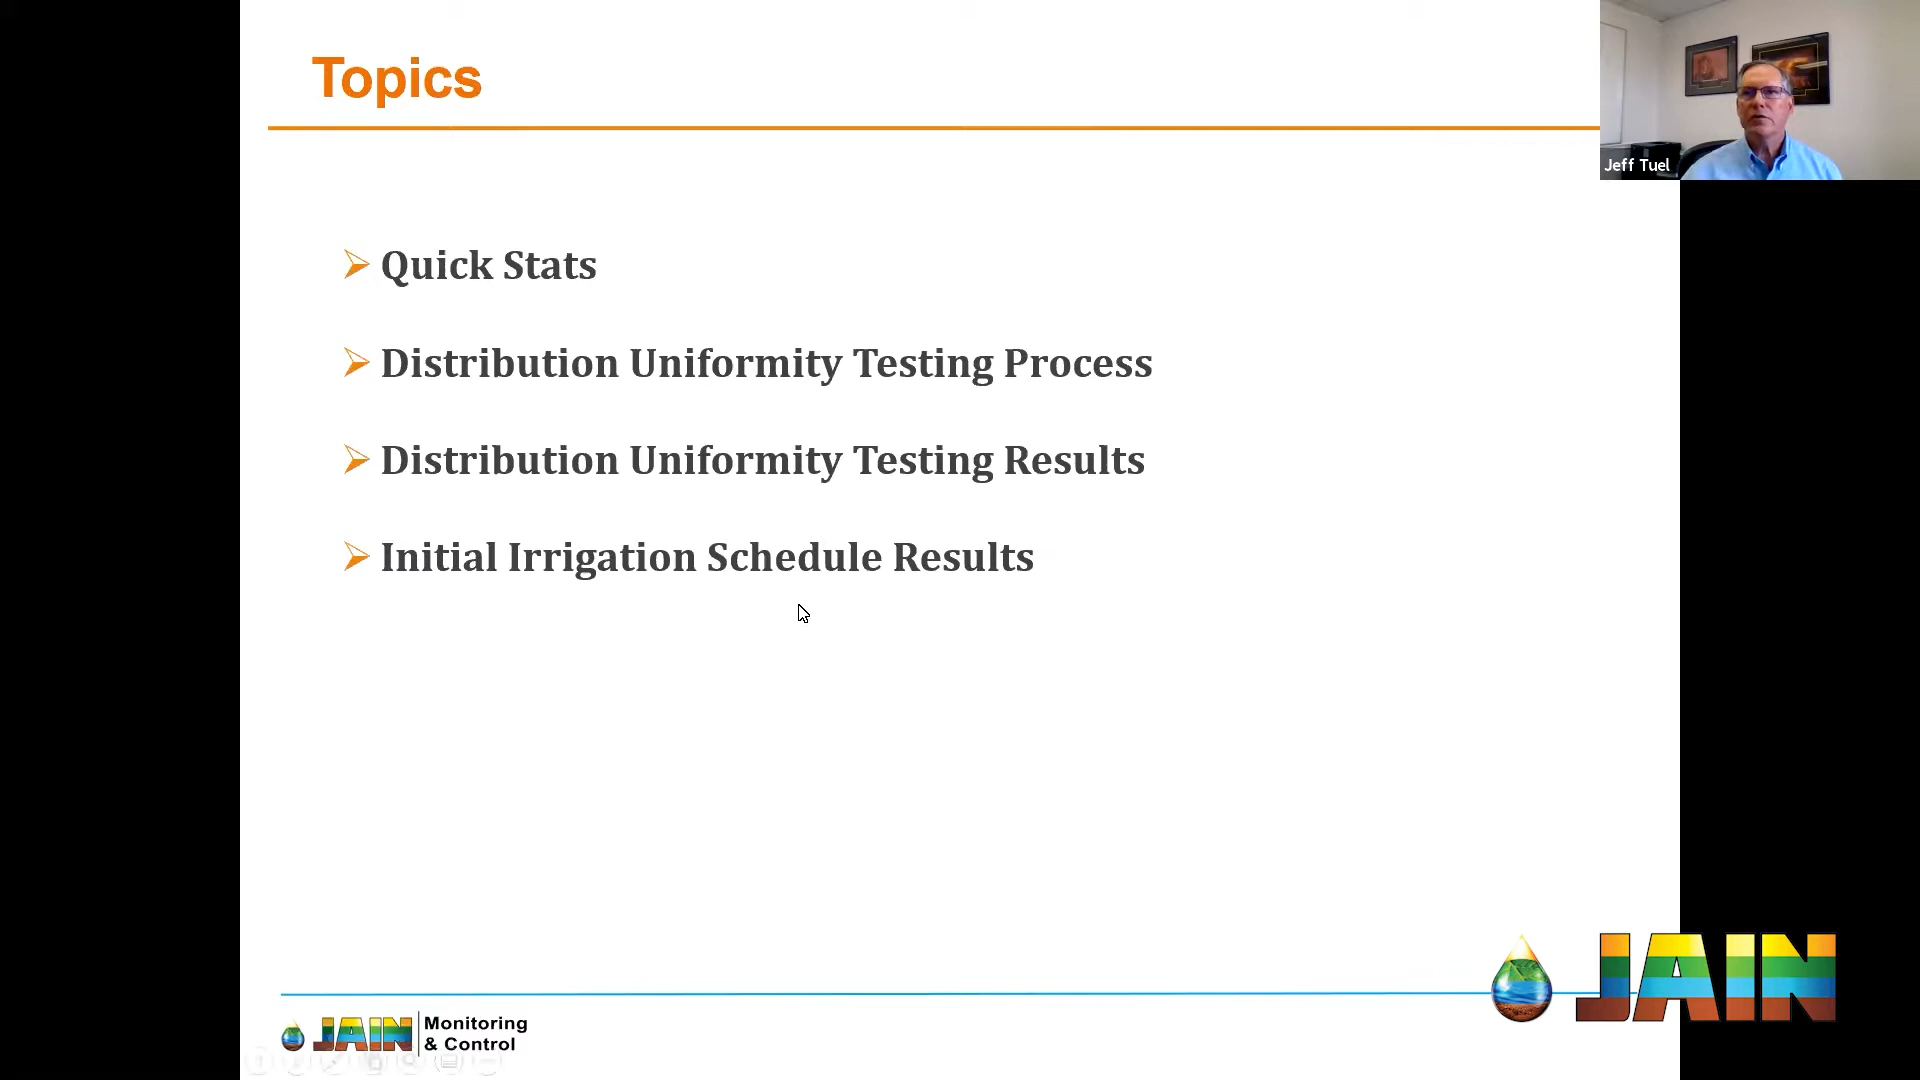 Topics
Jeff Tuel
Quick Stats
Distribution Uniformity Testing Process
Distribution Uniformity Testing Results
Initial Irrigation Schedule Results
JAIN
JAIN Monitoring
& Control